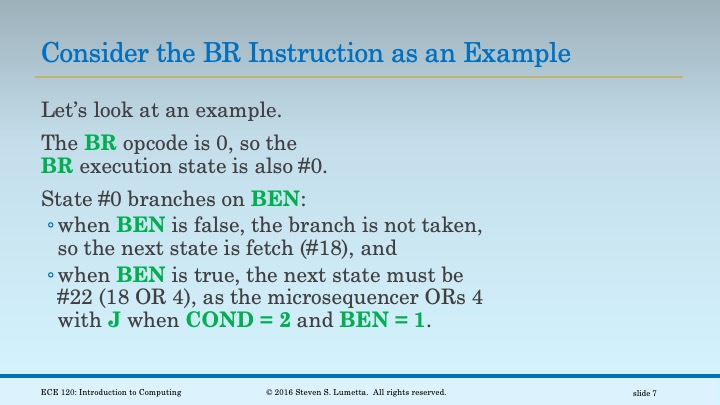 Consider the BR Instruction as an Example
Let’s look at an example.
The BR opcode is 0, so the
BR execution state is also #0.
State #0 branches on BEN:
◦ when BEN is false, the branch is not taken,
so the next state is fetch (#18), and
◦ when BEN is true, the next state must be
#22 (18 OR 4), as the microsequencer ORs 4
with J when COND = 2 and BEN = 1.
ECE 120: Introduction to Computing © 2016 Steven S. Lumetta. All rights reserved. slide 7